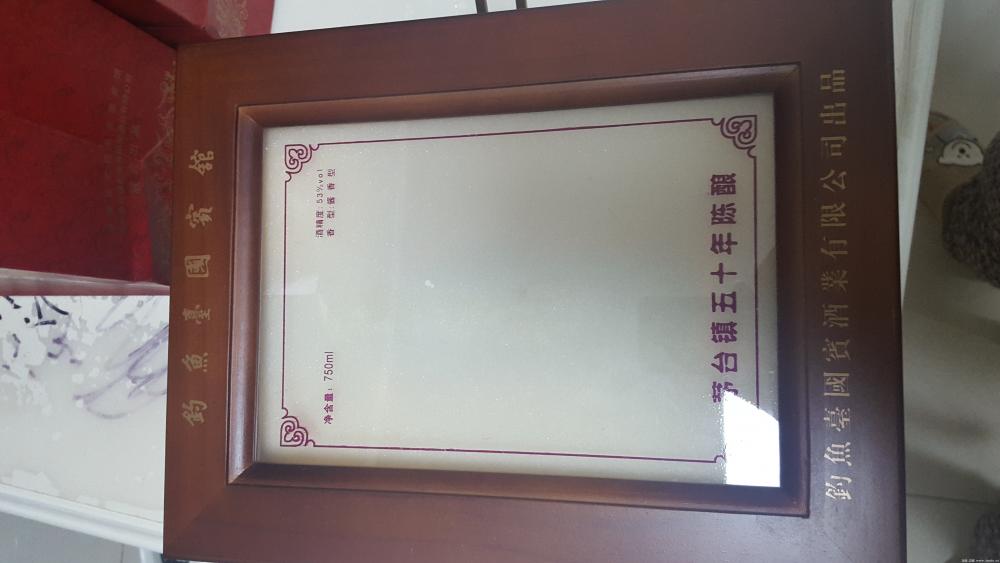 釣魚臺國賓舘
净含量：750ml
酒精度：53%vol
香型：酱香型
茅台镇五十年陈酿
釣魚臺國賓酒業有限公司出品